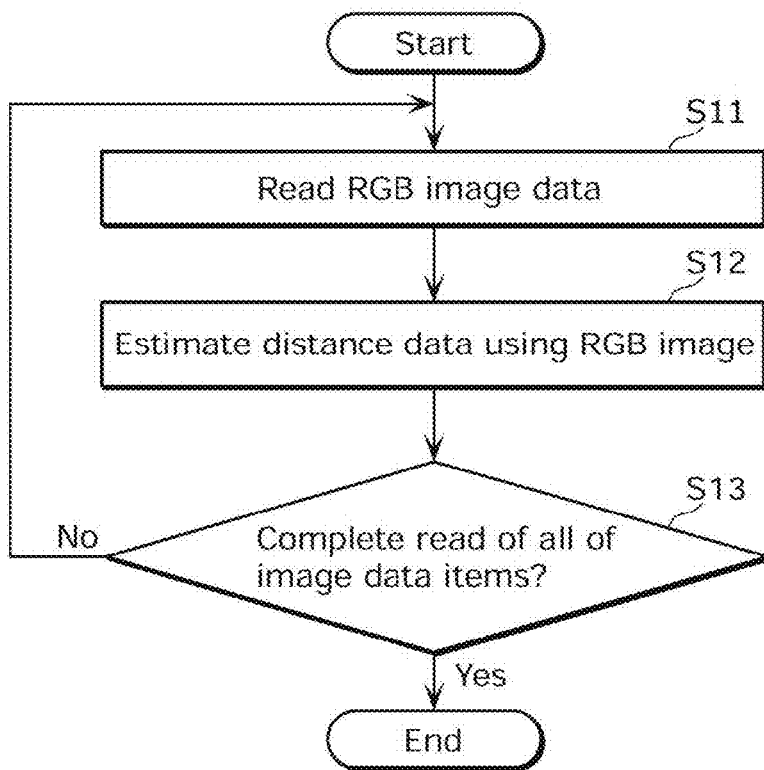 Start
S11
Read RGB image data
S12
Estimate distance data using RGB image
S13
No
Complete read of all of
image data items?
Yes
End